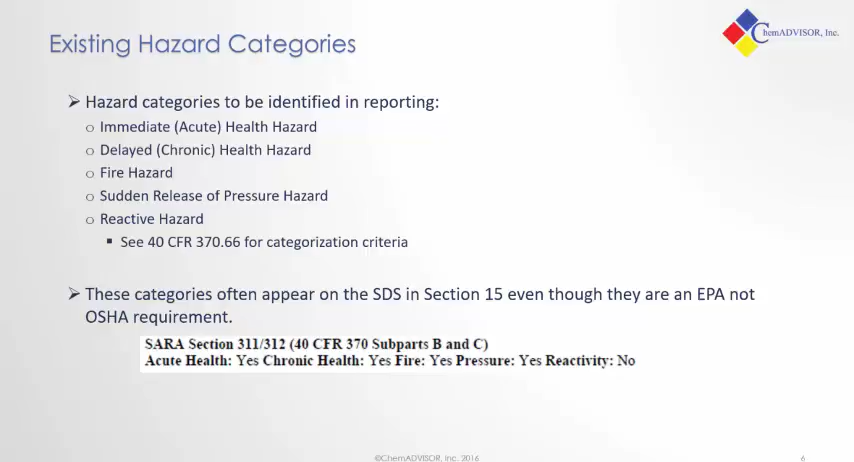 Existing Hazard Categories
ChemADVISOR, Inc.
➤ Hazard categories to be identified in reporting:
o Immediate (Acute) Health Hazard
o Delayed (Chronic) Health Hazard
o Fire Hazard
o Sudden Release of Pressure Hazard
o Reactive Hazard
▪ See 40 CFR 370.66 for categorization criteria
➤ These categories often appear on the SDS in Section 15 even though they are an EPA not
OSHA requirement.
SARA Section 311/312 (40 CFR 370 Subparts B and C)
Acute Health: Yes Chronic Health: Yes Fire: Yes Pressure: Yes Reactivity: No
©ChemADVISOR, Inc. 2016
6